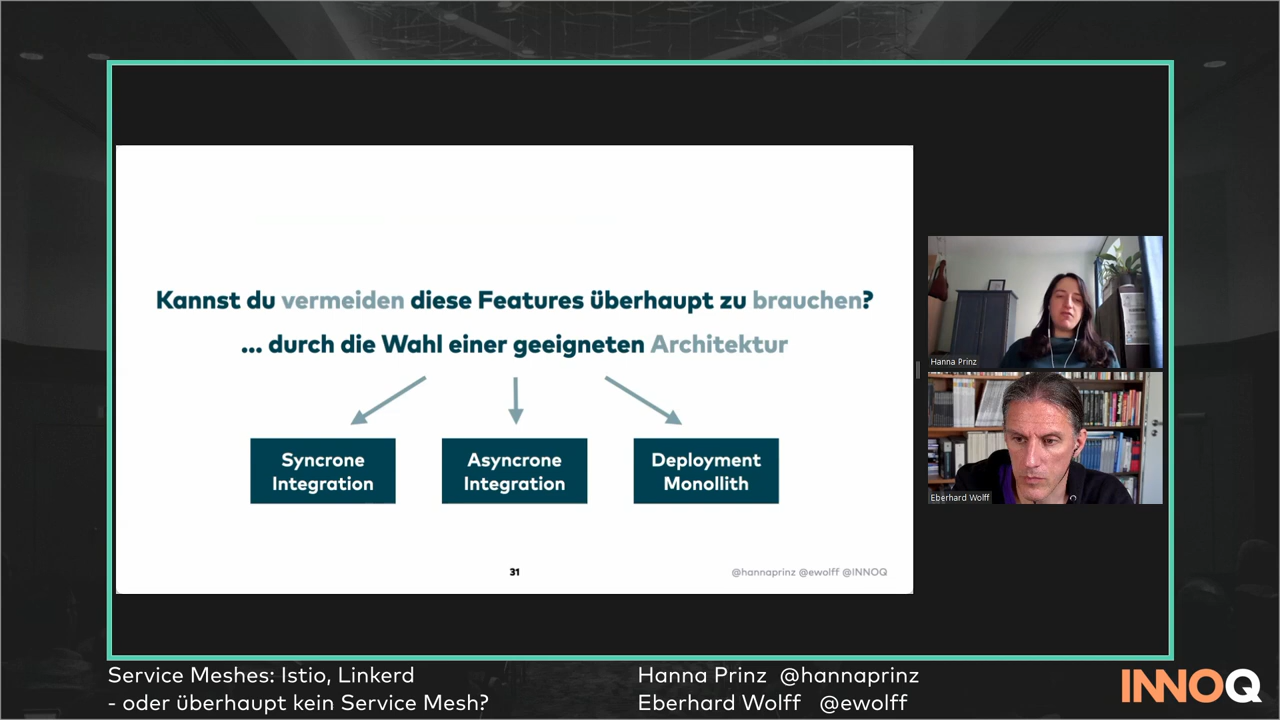 Kannst du vermeiden diese Features überhaupt zu brauchen?
... durch die Wahl einer geeigneten Architektur
Syncrone
Integration
Asyncrone
Integration
Deployment
Monollith
31
@hannaprinz @ewolff @INNOQ
Hanna Prinz
Eberhard Wolff
Service Meshes: Istio, Linkerd
- oder überhaupt kein Service Mesh?
Hanna Prinz @hannaprinz
Eberhard Wolff @ewolff
INNOQ